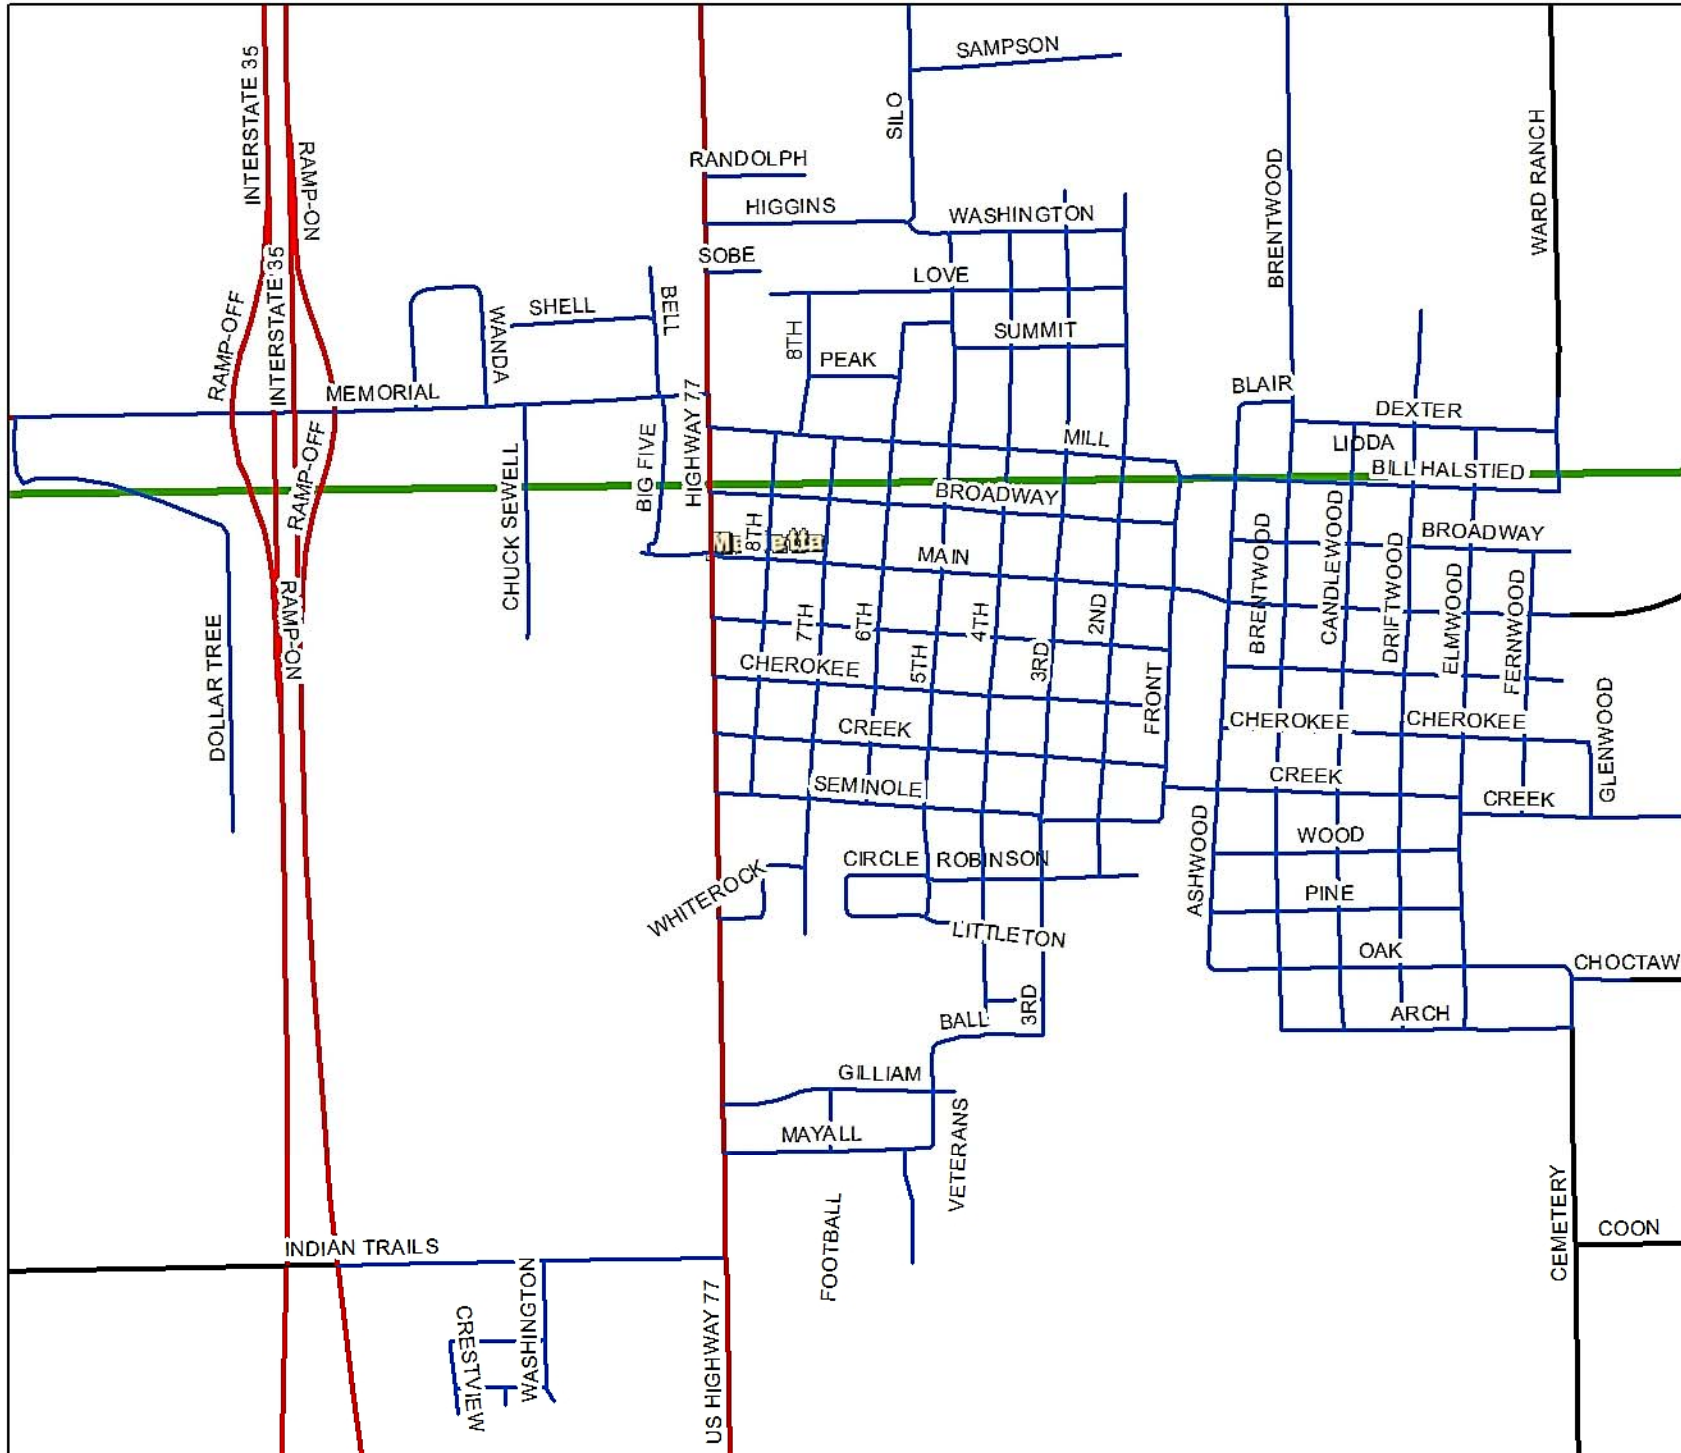 SAMPSON
INTERSTATE 35
SILO
RAMP-ON
WARD RANCH
RANDOLPH
BRENTWOOD
HIGGINS
WASHINGTON
SOBE
LOVE
INTERSTATE 35
RAMP-OFF
SHELL
BELL
WANDA
8TH
SUMMIT
PEAK
MEMORIAL
HIGHWAY 77
BLAIR
DEXTER
MILL
LIDDA
BILL HALSTIED
RAMP-OFF
BIG FIVE
CHUCK SEWELL
BROADWAY
8TH
MAIN
BROADWAY
BRENTWOOD
CANDLEWOOD
DRIFTWOOD
ELMWOOD
FERNWOOD
RAMP-ON
DOLLAR TREE
7TH
6TH
5TH
4TH
3RD
2ND
FRONT
CHEROKEE
CREEK
SEMINOLE
CHEROKEE
CHEROKEE
GLENWOOD
CREEK
CREEK
WOOD
ASHWOOD
CIRCLE
ROBINSON
WHITEROCK
PINE
LITTLETON
OAK
CHOCTAW
3RD
BALL
ARCH
GILLIAM
MAYALL
VETERANS
FOOTBALL
CEMETERY
COON
INDIAN TRAILS
WASHINGTON
CRESTVIEW
US HIGHWAY 77